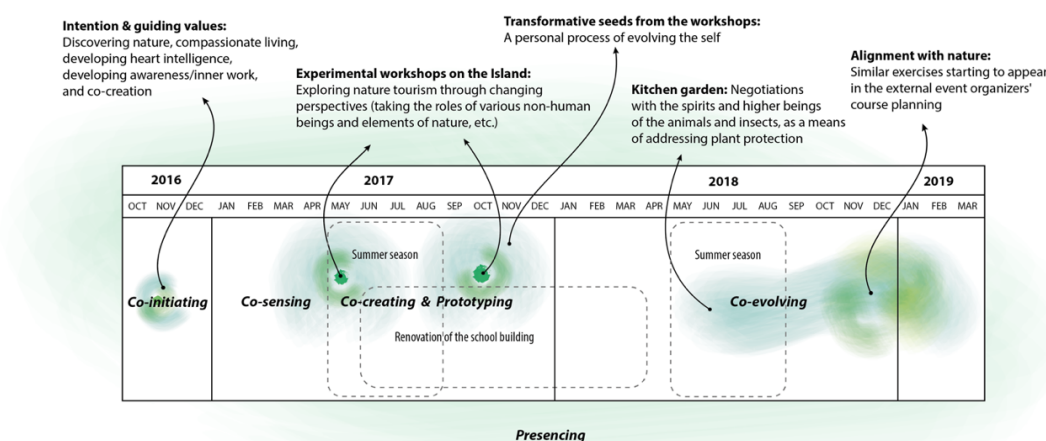 Intention & guiding values:
Discovering nature, compassionate living,
developing heart intelligence,
developing awareness/inner work,
and co-creation
Experimental workshops on the Island:
Exploring nature tourism through changing
perspectives (taking the roles of various non-human
beings and elements of nature, etc.)
Transformative seeds from the workshops:
A personal process of evolving the self
Kitchen garden: Negotiations
with the spirits and higher beings
of the animals and insects, as a means
of addressing plant protection
Alignment with nature:
Similar exercises starting to appear
in the external event organizers'
course planning
2016 2017 2018 2019
OCT NOV DEC JAN FEB MAR APR MAY JUN JUL AUG SEP OCT NOV DEC JAN FEB MAR APR MAY JUN JUL AUG SEP OCT NOV DEC JAN FEB MAR
Summer season Summer season
Co-initiating Co-sensing Co-creating & Prototyping Co-evolving
Renovation of the school building
Presencing